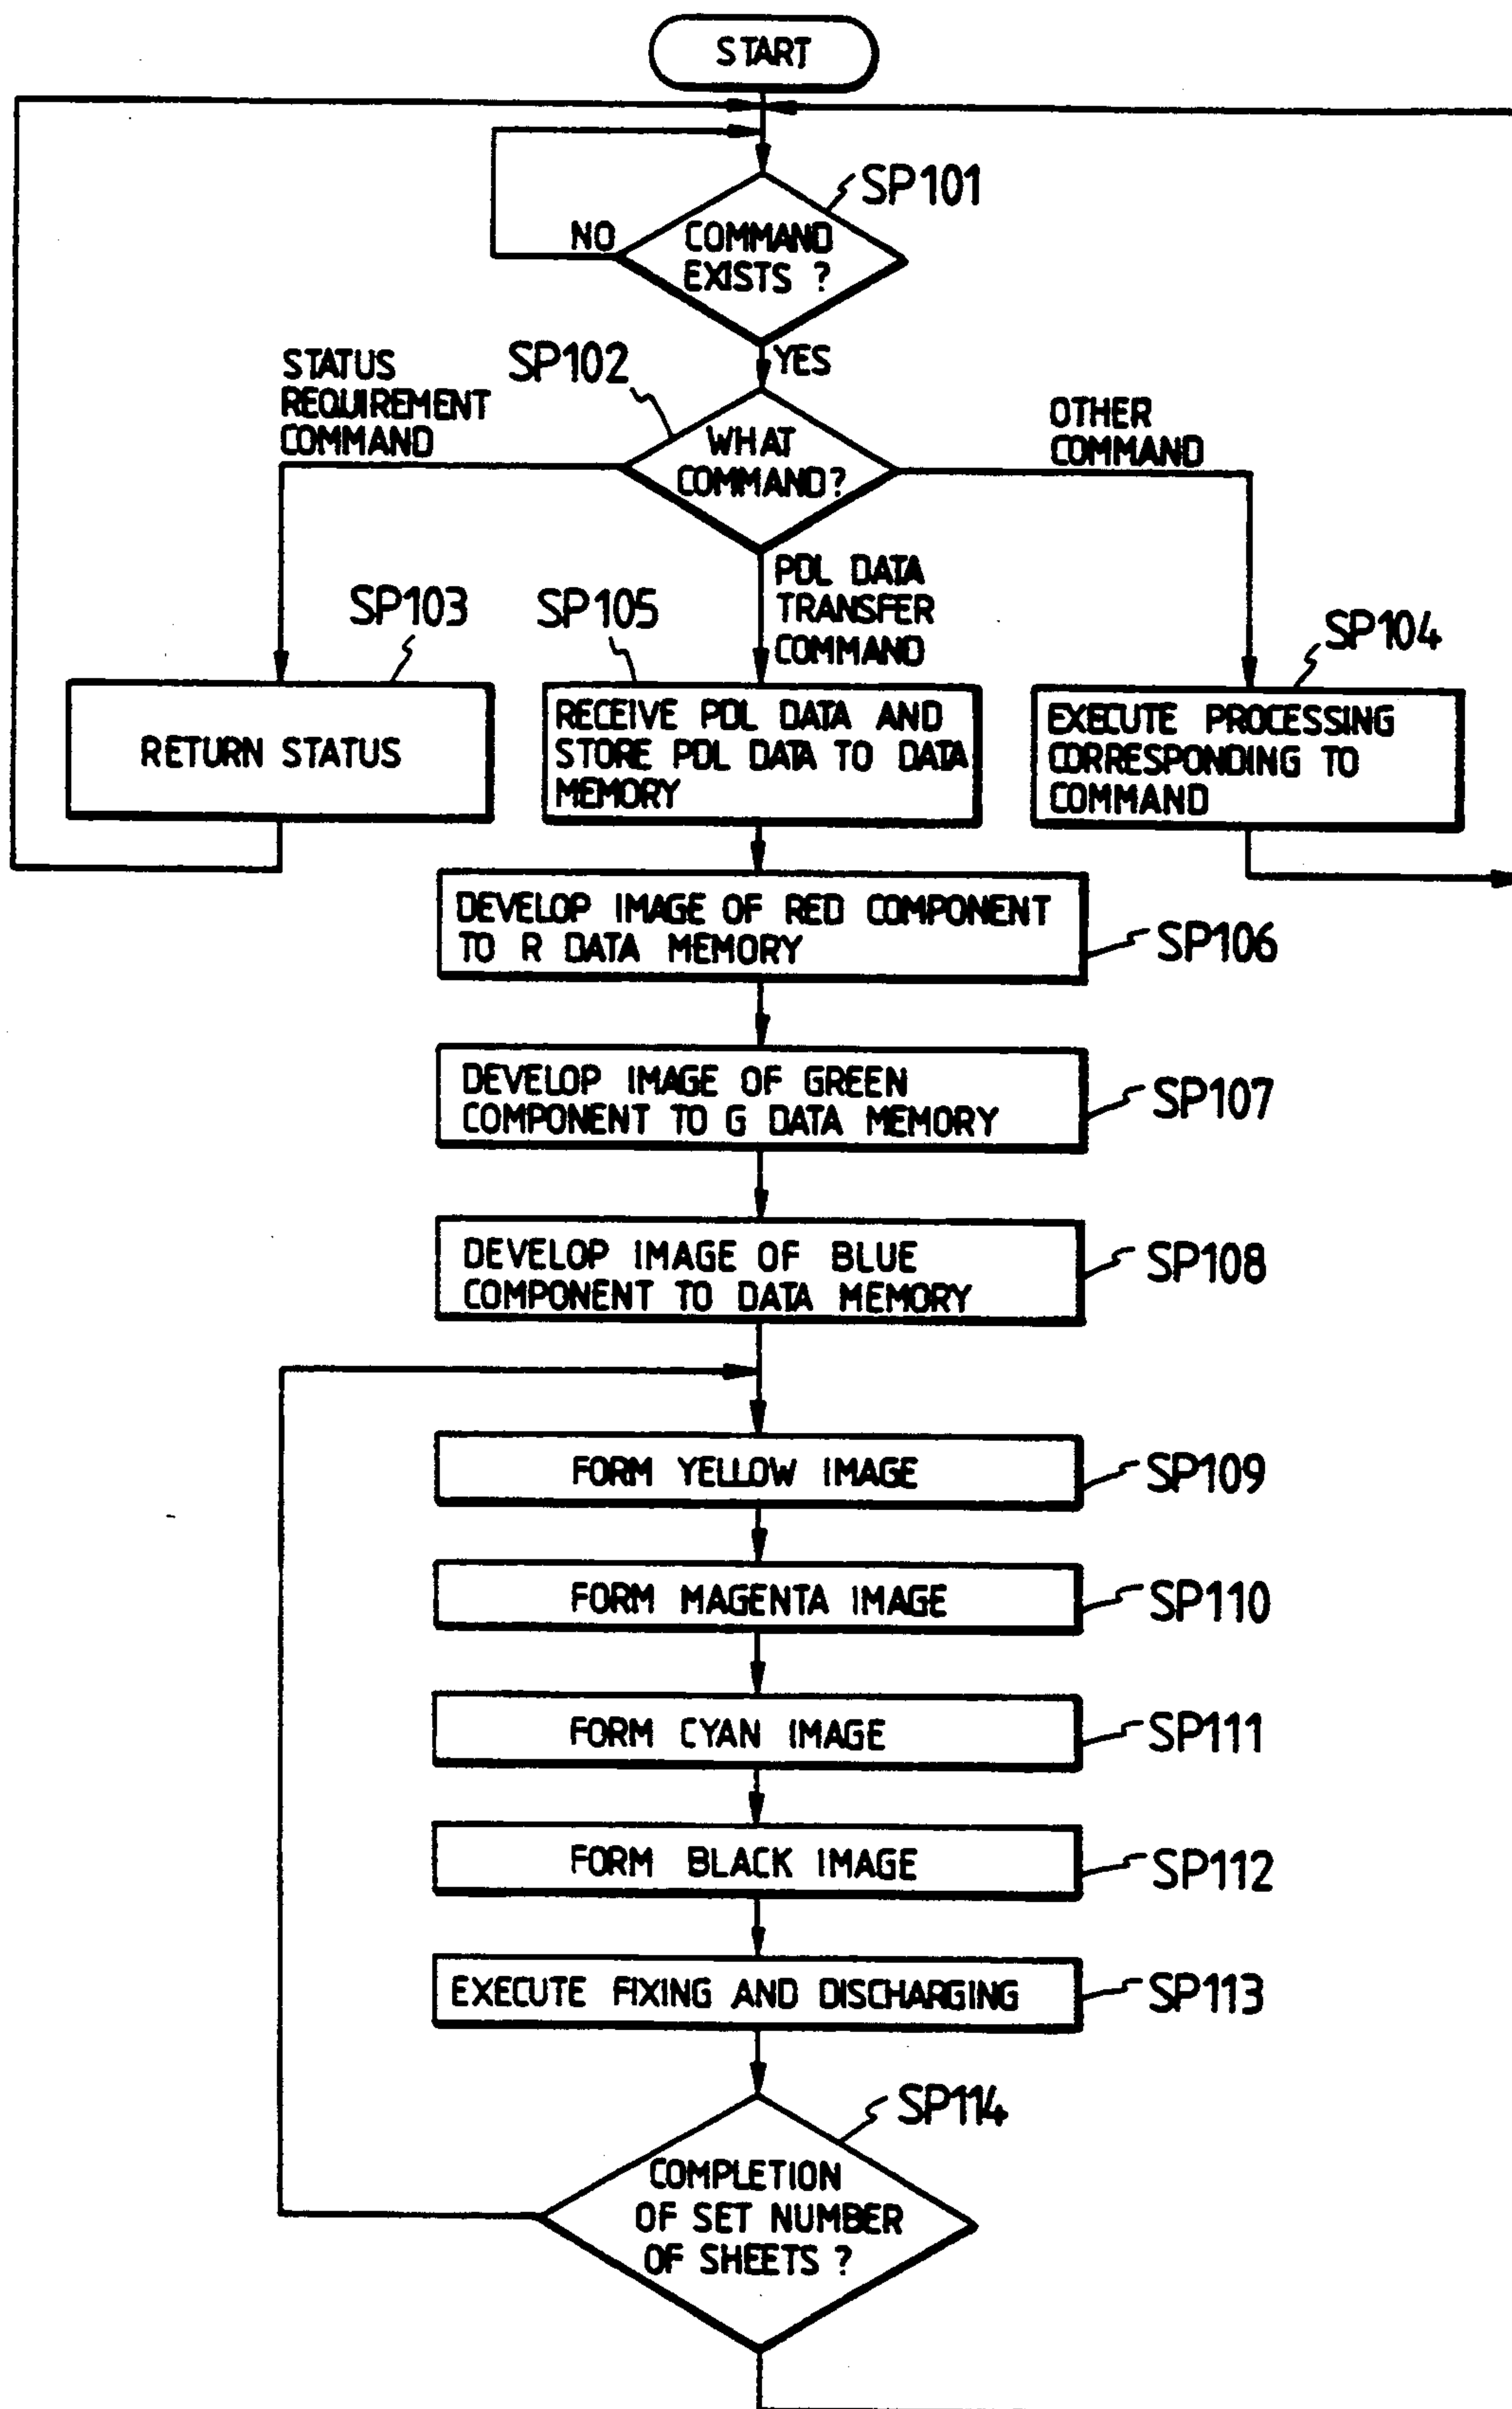 START
SP101
NO
COMMAND
EXISTS ?
YES
SP102
STATUS
REQUIREMENT
COMMAND
WHAT
COMMAND?
OTHER
COMMAND
PDL DATA
TRANSFER
COMMAND
SP103
SP105
SP104
RETURN STATUS
RECEIVE PDL DATA AND
STORE PDL DATA TO DATA
MEMORY
EXECUTE PROCESSING
CORRESPONDING TO
COMMAND
DEVELOP IMAGE OF RED COMPONENT
TO R DATA MEMORY
SP106
DEVELOP IMAGE OF GREEN
COMPONENT TO G DATA MEMORY
SP107
DEVELOP IMAGE OF BLUE
COMPONENT TO DATA MEMORY
SP108
FORM YELLOW IMAGE
SP109
FORM MAGENTA IMAGE
SP110
FORM CYAN IMAGE
SP111
FORM BLACK IMAGE
SP112
EXECUTE FIXING AND DISCHARGING
SP113
SP114
COMPLETION
OF SET NUMBER
OF SHEETS ?